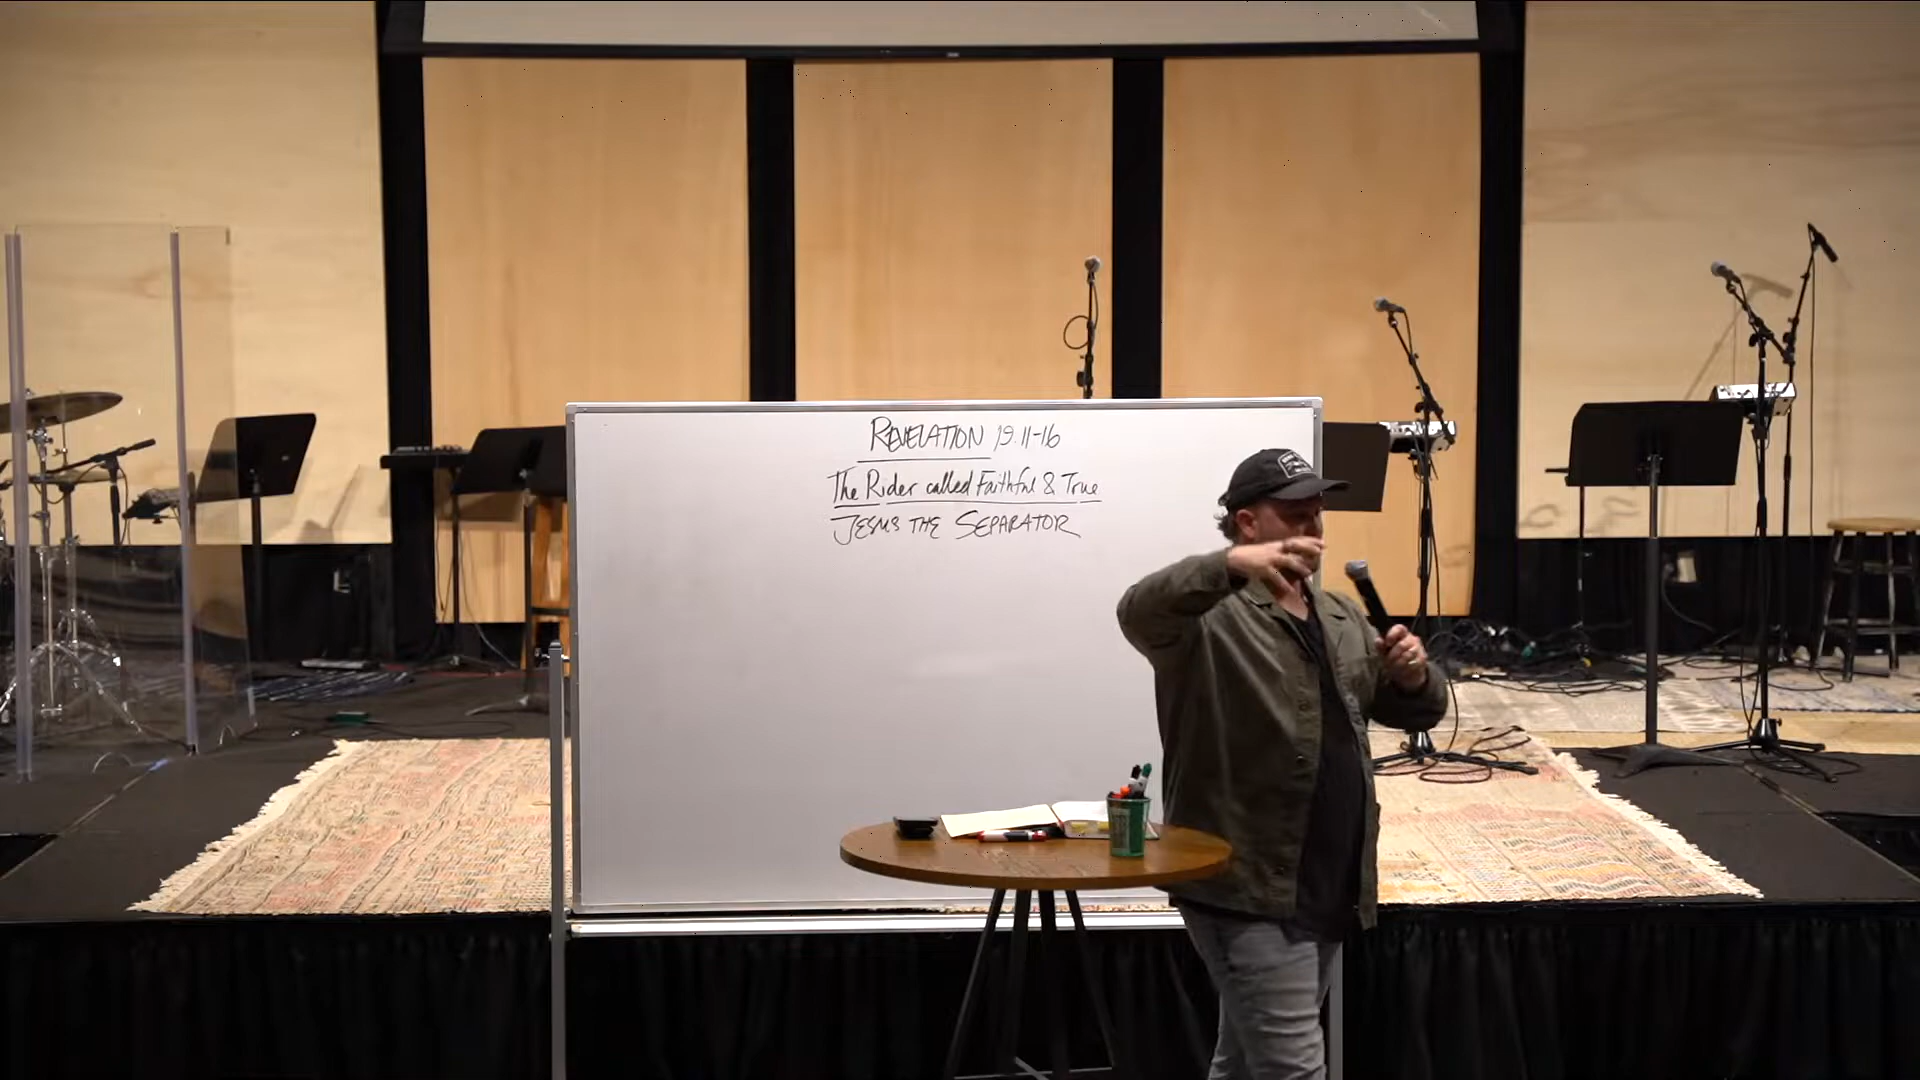 REVELATION 19.11-16
The Rider called Faithful & True
JESUS THE SEPARATOR